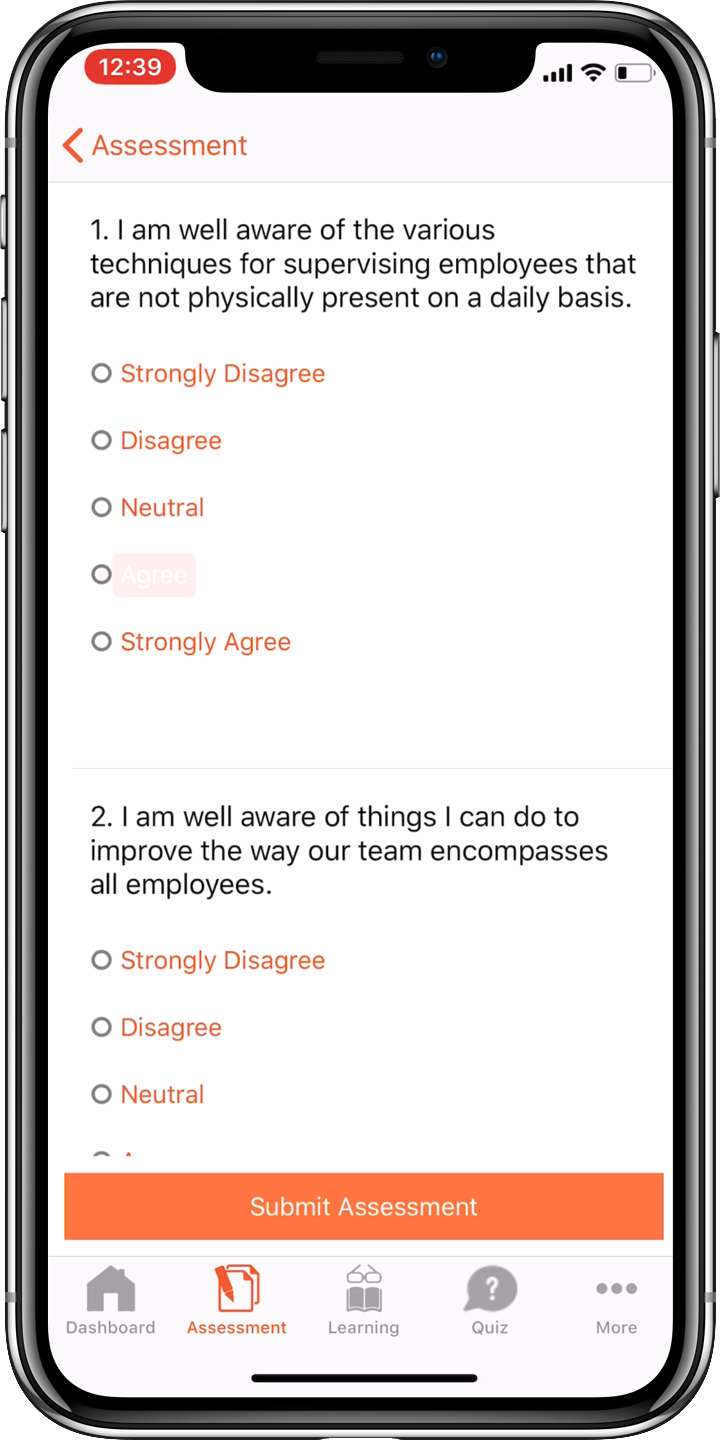 12:39
Assessment
1. I am well aware of the various
techniques for supervising employees that
are not physically present on a daily basis.
Strongly Disagree
Disagree
Neutral
Agree
Strongly Agree
2. I am well aware of things I can do to
improve the way our team encompasses
all employees.
Strongly Disagree
Disagree
Neutral
Submit Assessment
Dashboard
Assessment
Learning
Quiz
More